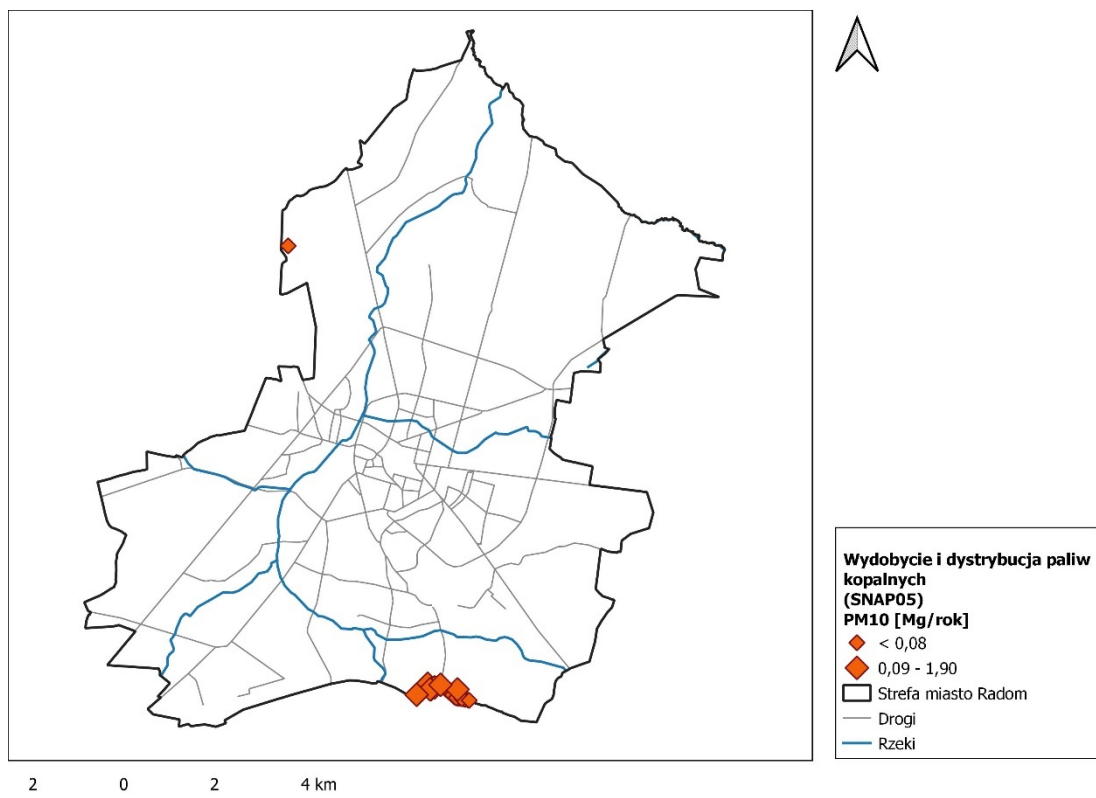 Wydobycie i dystrybucja paliw
kopalnych
(SNAP05)
PM10 [Mg/rok]
< 0,08
0,09 - 1,90
Strefa miasto Radom
Drogi
Rzeki
2 0 2 4 km